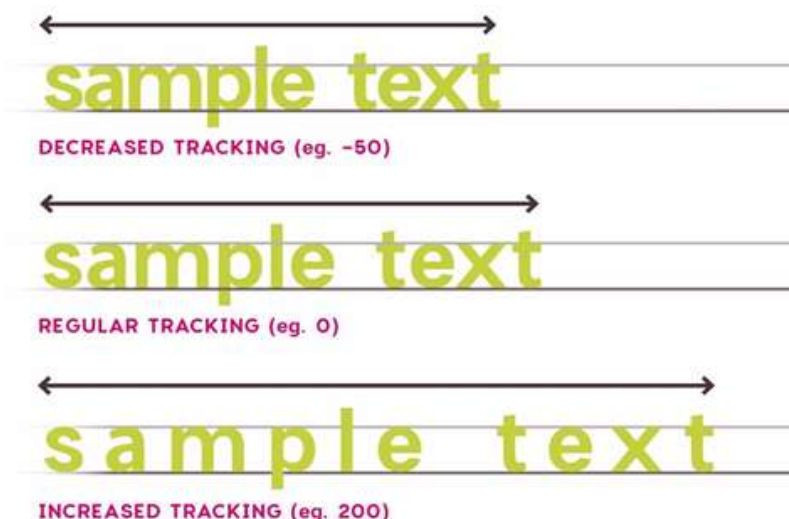 sample text
DECREASED TRACKING (eg. -50)
sample text
REGULAR TRACKING (eg. 0)
sample text
INCREASED TRACKING (eg. 200)